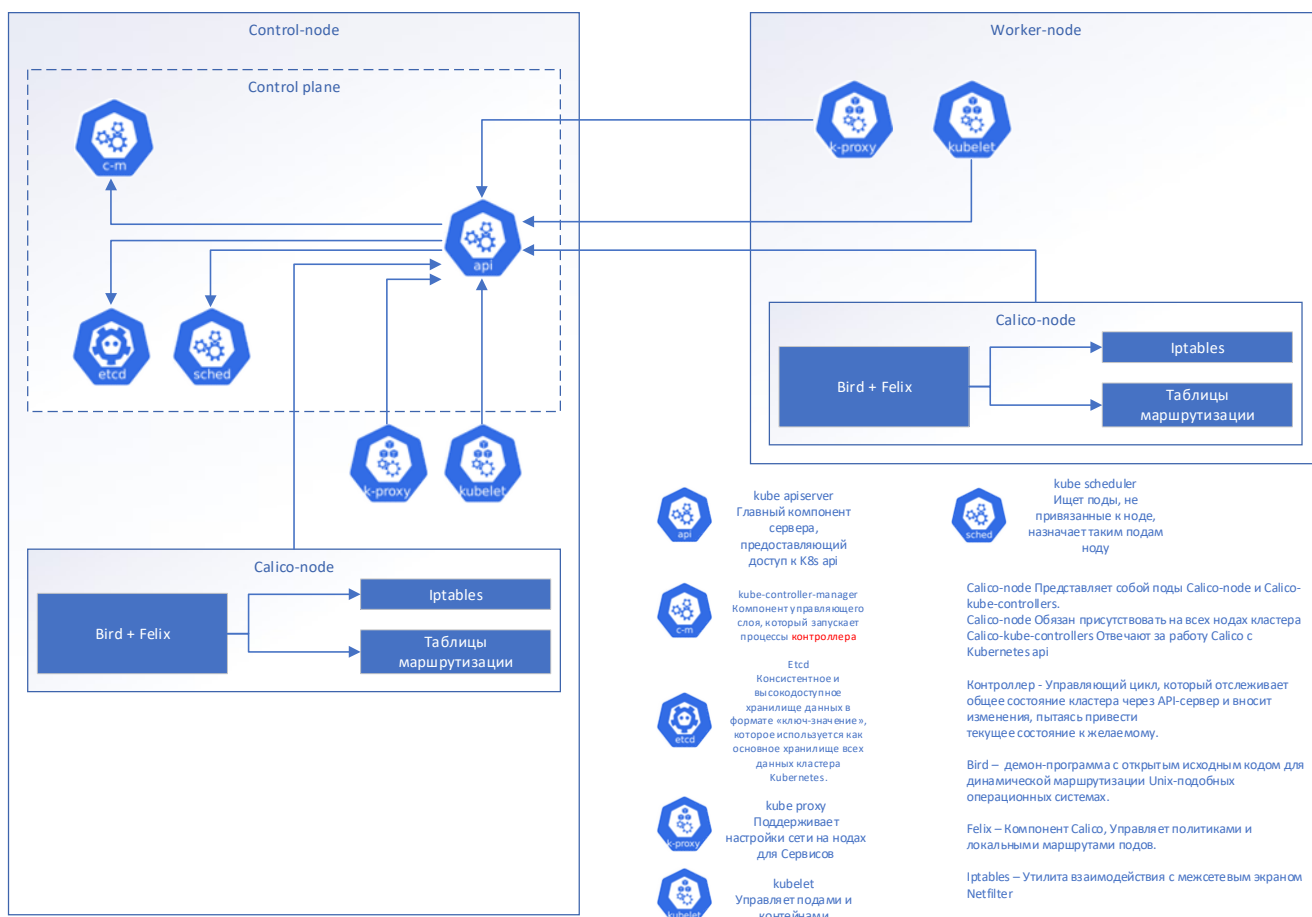 Control-node
Control plane
c-m
api
etcd
sched
k-proxy
kubelet
Calico-node
Bird + Felix
Iptables
Таблицы
маршрутизации
Worker-node
k-proxy
kubelet
Calico-node
Bird + Felix
Iptables
Таблицы
маршрутизации
api
kube apiserver
Главный компонент
сервера,
предоставляющий
доступ к K8s api
c-m
kube-controller-manager
Компонент управляющего
слоя, который запускает
процессы контроллера
etcd
Etcd
Консистентное и
высокодоступное
хранилище данных в
формате «ключ-значение»,
которое используется как
основное хранилище всех
данных кластера
Kubernetes.
k-proxy
kube proxy
Поддерживает
настройки сети на нодах
для Сервисов
kubelet
kubelet
Управляет подами и
контейнами
sched
kube scheduler
Ищет поды, не
привязанные к ноде,
назначает таким подам
ноду
Calico-node Представляет собой поды Calico-node и Calico-
kube-controllers.
Calico-node Обязан присутствовать на всех нодах кластера
Calico-kube-controllers Отвечают за работу Calico с
Kubernetes api
Контроллер - Управляющий цикл, который отслеживает
общее состояние кластера через API-сервер и вносит
изменения, пытаясь привести
текущее состояние к желаемому.
Bird – демон-программа с открытым исходным кодом для
динамической маршрутизации Unix-подобных
операционных системах.
Felix – Компонент Calico, Управляет политиками и
локальными маршрутами подов.
Iptables – Утилита взаимодействия с межсетевым экраном
Netfilter